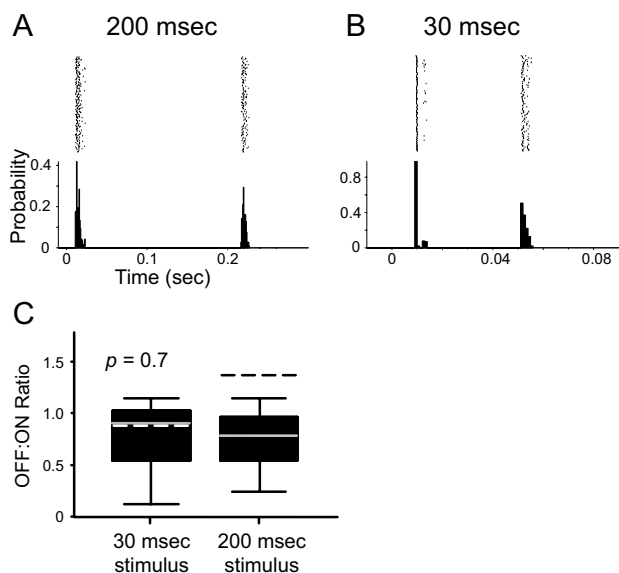 A
200 msec
B
30 msec
Probability
0.4
0.2
0
0
0.1
0.2
Time (sec)
0.8
0.4
0
0
0.04
0.08
C
p = 0.7
OFF:ON Ratio
1.5
1.0
0.5
0
30 msec
stimulus
200 msec
stimulus